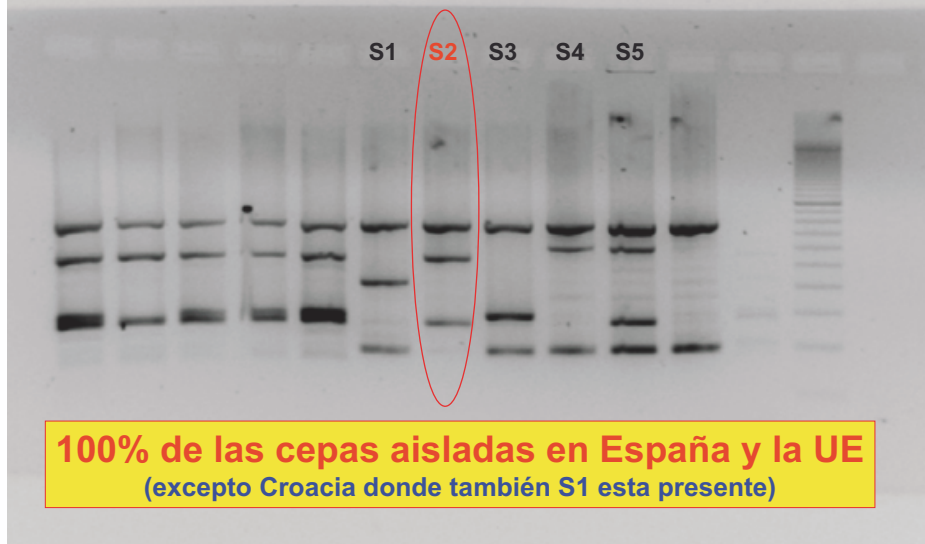 S1 S2 S3 S4 S5
100% de las cepas aisladas en España y la UE
(excepto Croacia donde también S1 esta presente)